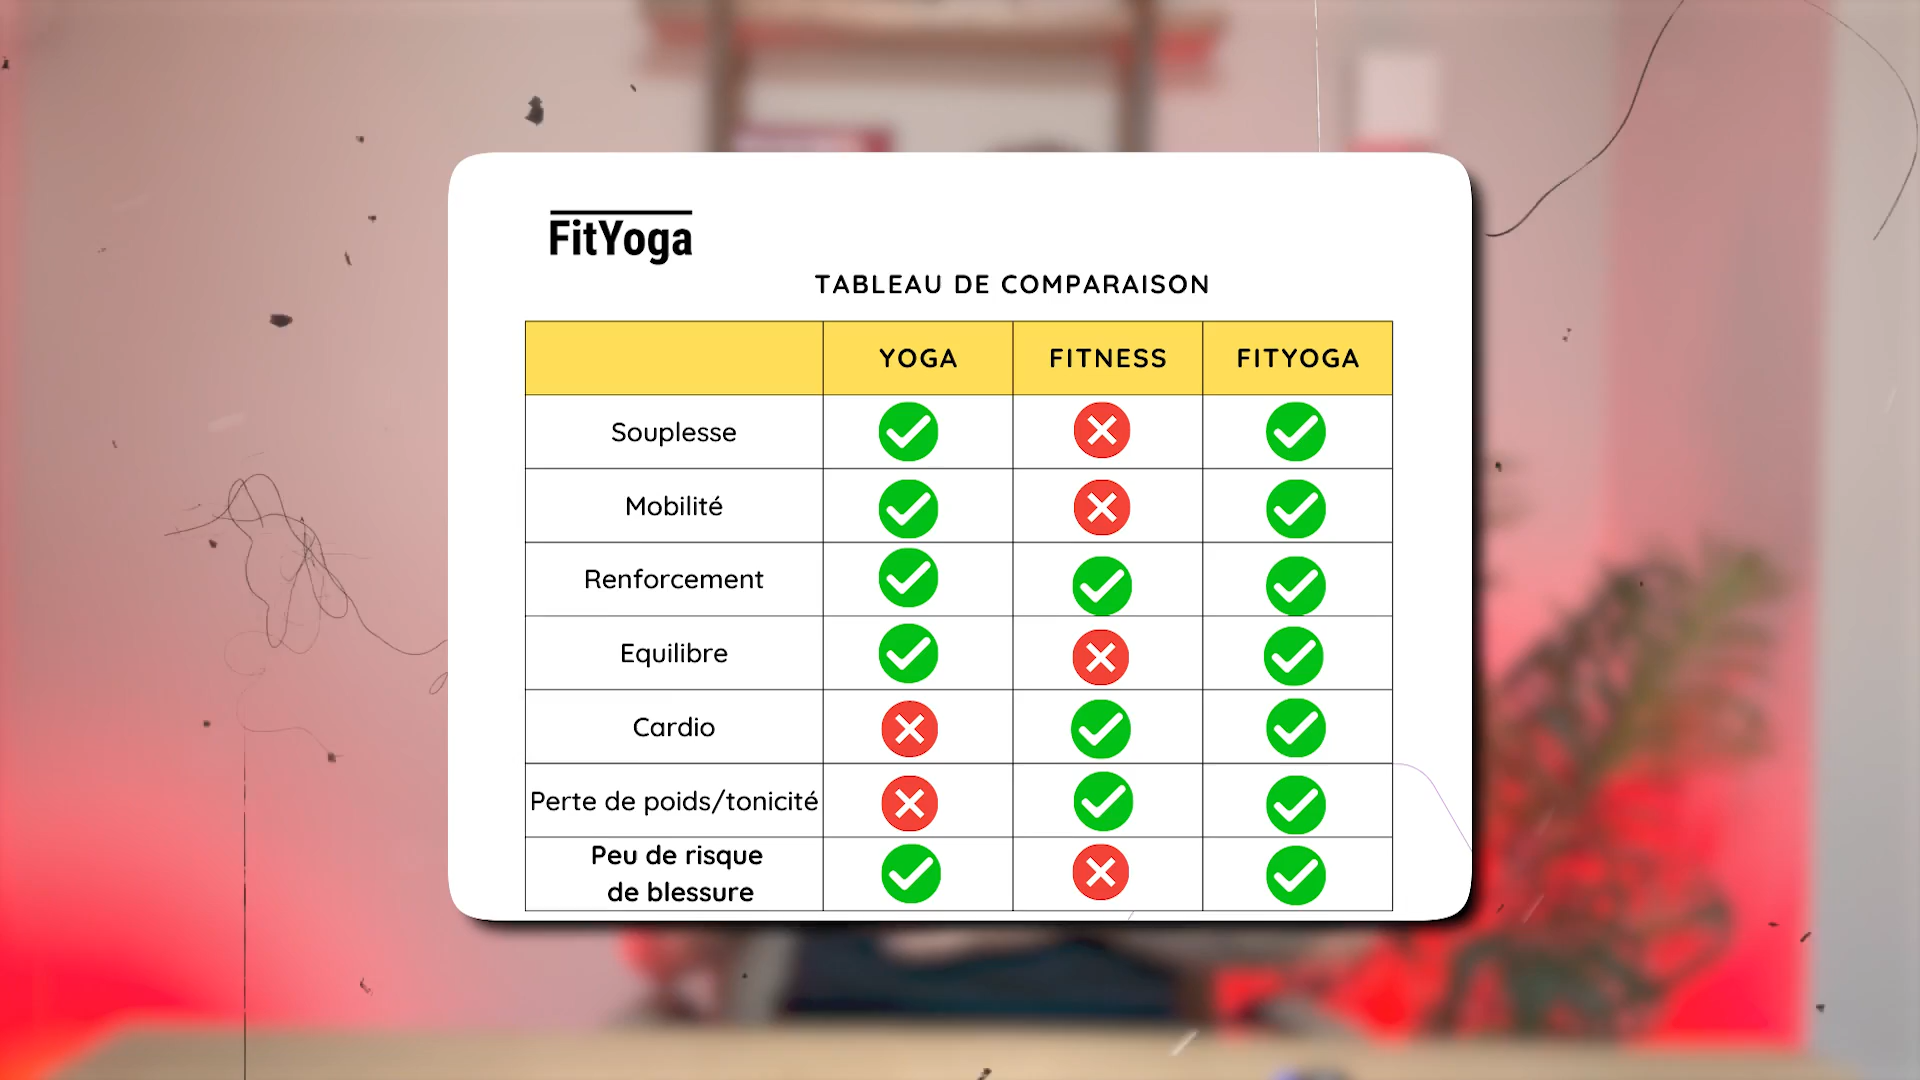 FitYoga
TABLEAU DE COMPARAISON
YOGA FITNESS FITYOGA
Souplesse
Mobilité
Renforcement
Equilibre
Cardio
Perte de poids/tonicité
Peu de risque
de blessure